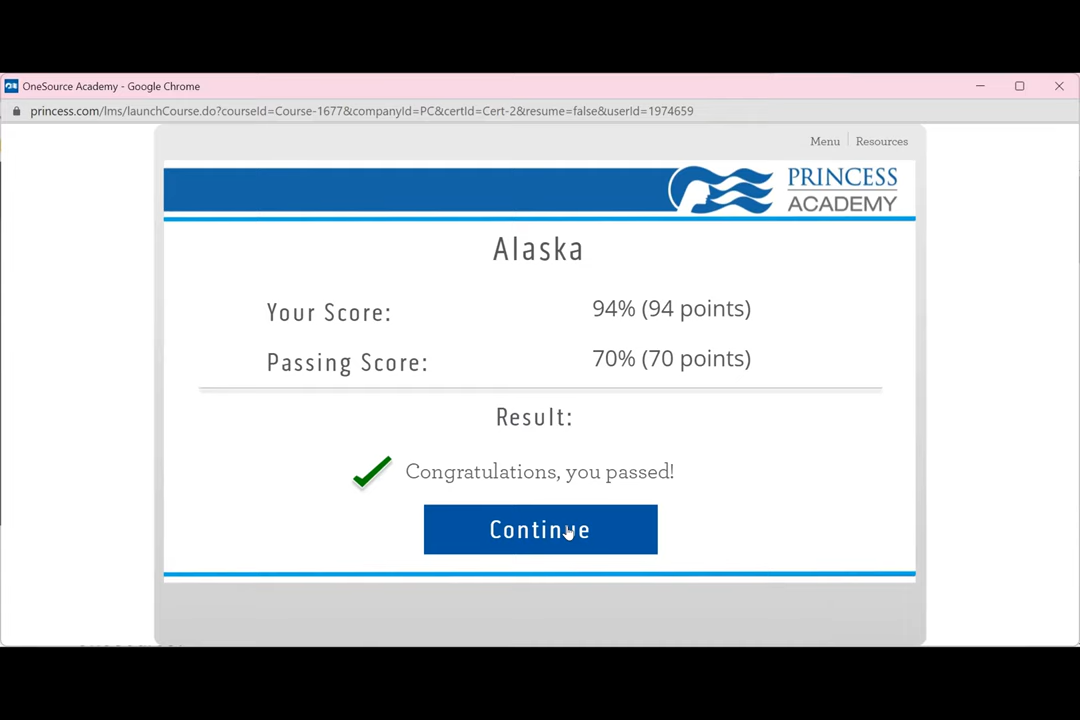 OneSource Academy - Google Chrome
princess.com/lms/launchCourse.do?courseId=Course-1677&companyId=PC&certId=Cert-2&resume=false&userId=1974659
Menu Resources
PRINCESS
ACADEMY
Alaska
Your Score: 94% (94 points)
Passing Score: 70% (70 points)
Result:
Congratulations, you passed!
Continue